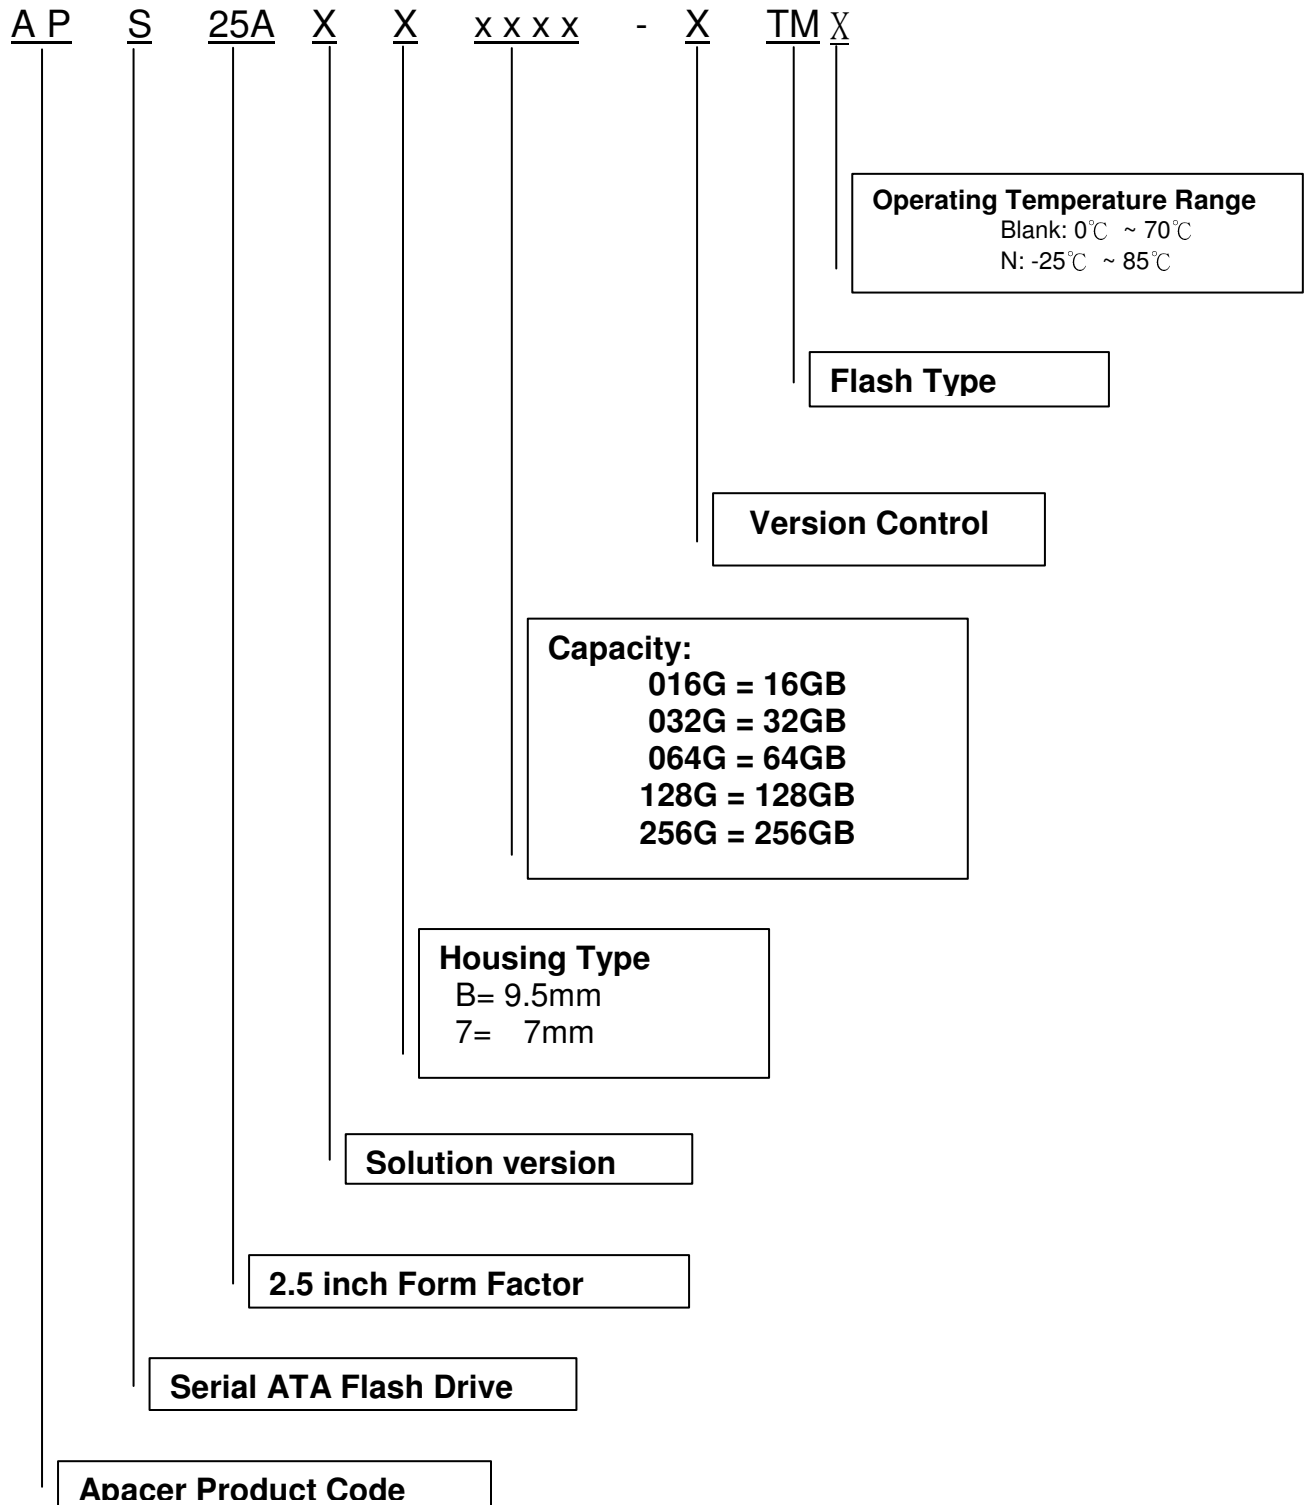 A P S 25A X X x x x x - X TM X
Operating Temperature Range
Blank: 0℃ ~ 70℃
N: -25℃ ~ 85℃
Flash Type
Version Control
Capacity:
016G = 16GB
032G = 32GB
064G = 64GB
128G = 128GB
256G = 256GB
Housing Type
B= 9.5mm
7= 7mm
Solution version
2.5 inch Form Factor
Serial ATA Flash Drive
Apacer Product Code